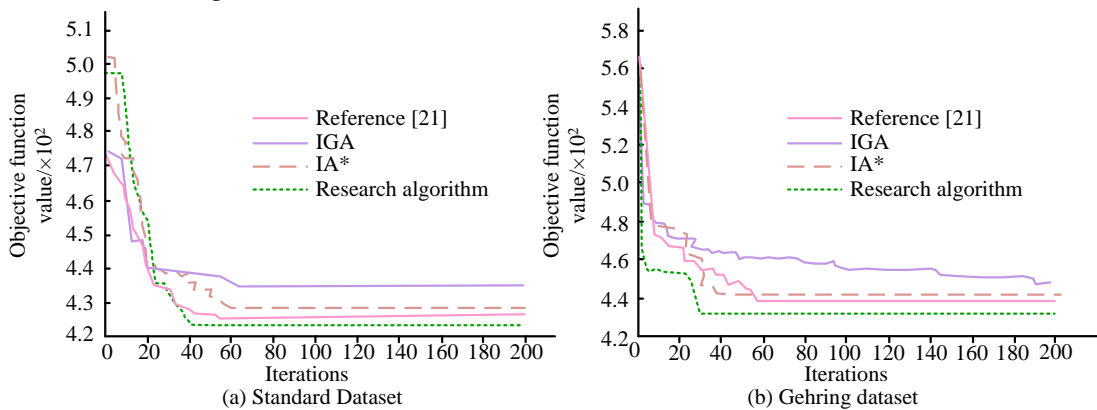 5.1
5.0
4.9
4.8
4.7
4.4
4.3
4.2
Objective function
value/×10²
Reference [21]
IGA
IA*
Research algorithm
0 20 40 60 80 100 120 140 160 180 200
Iterations
(a) Standard Dataset
5.8
5.6
5.4
5.2
5.0
4.8
4.6
4.4
4.2
Objective function
value/×10²
Reference [21]
IGA
IA*
Research algorithm
0 20 40 60 80 100 120 140 160 180 200
Iterations
(b) Gehring dataset